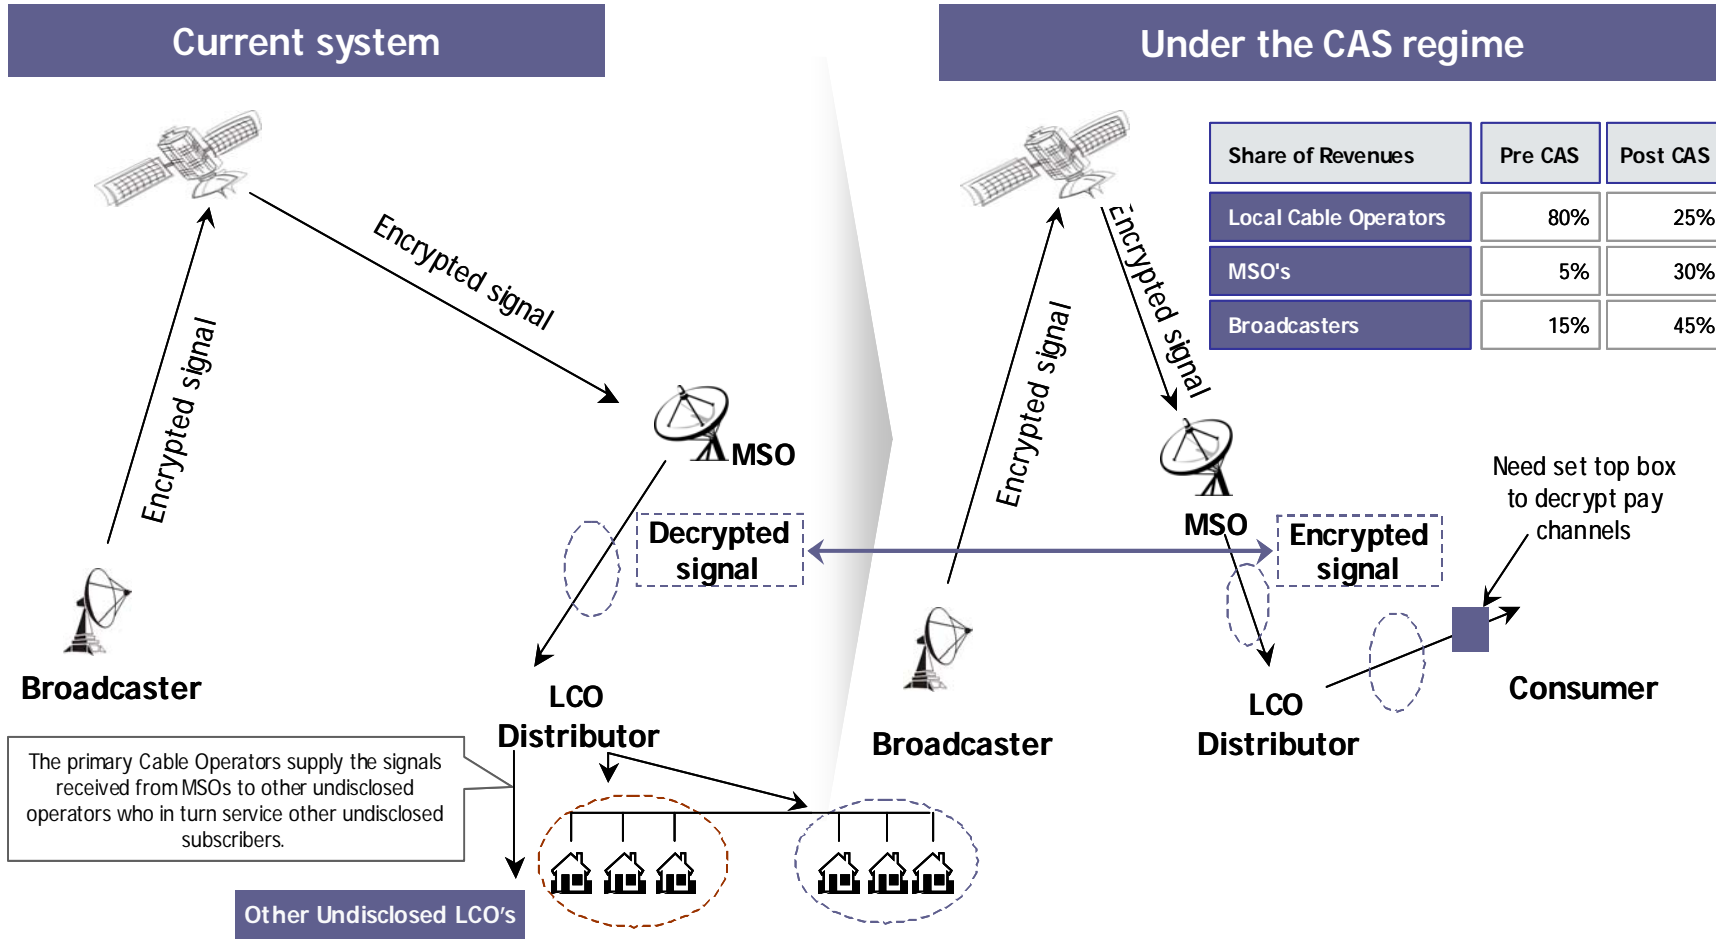 Current system
Encrypted signal
Encrypted signal
MSO
Decrypted
signal
Broadcaster
LCO
Distributor
The primary Cable Operators supply the signals
received from MSOs to other undisclosed
operators who in turn service other undisclosed
subscribers.
Other Undisclosed LCO's
Under the CAS regime
Share of Revenues Pre CAS Post CAS
Local Cable Operators 80% 25%
MSO's 5% 30%
Broadcasters 15% 45%
Encrypted signal
Encrypted signal
MSO
Encrypted
signal
Need set top box
to decrypt pay
channels
Broadcaster
LCO
Distributor
Consumer